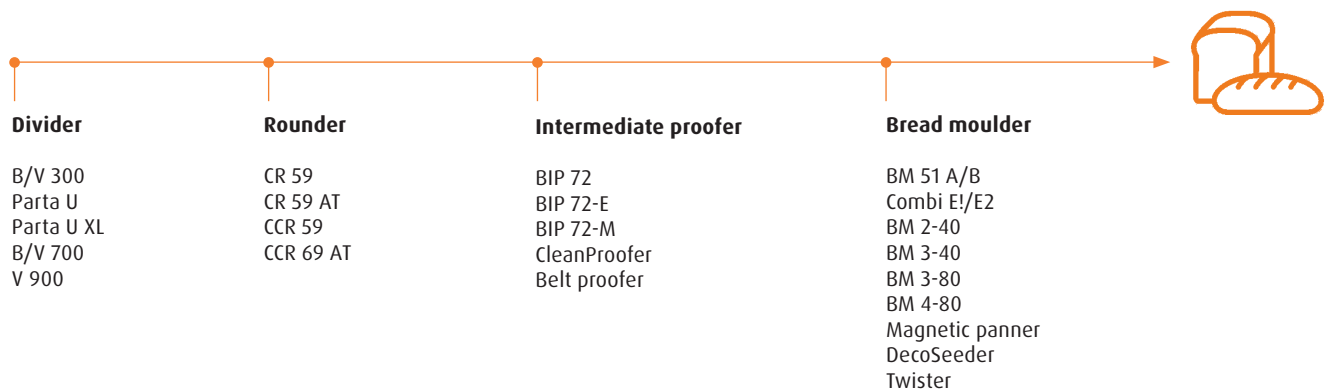 Divider
B/V 300
Parta U
Parta U XL
B/V 700
V 900
Rounder
CR 59
CR 59 AT
CCR 59
CCR 69 AT
Intermediate proofer
BIP 72
BIP 72-E
BIP 72-M
CleanProofer
Belt proofer
Bread moulder
BM 51 A/B
Combi E!/E2
BM 2-40
BM 3-40
BM 3-80
BM 4-80
Magnetic panner
DecoSeeder
Twister